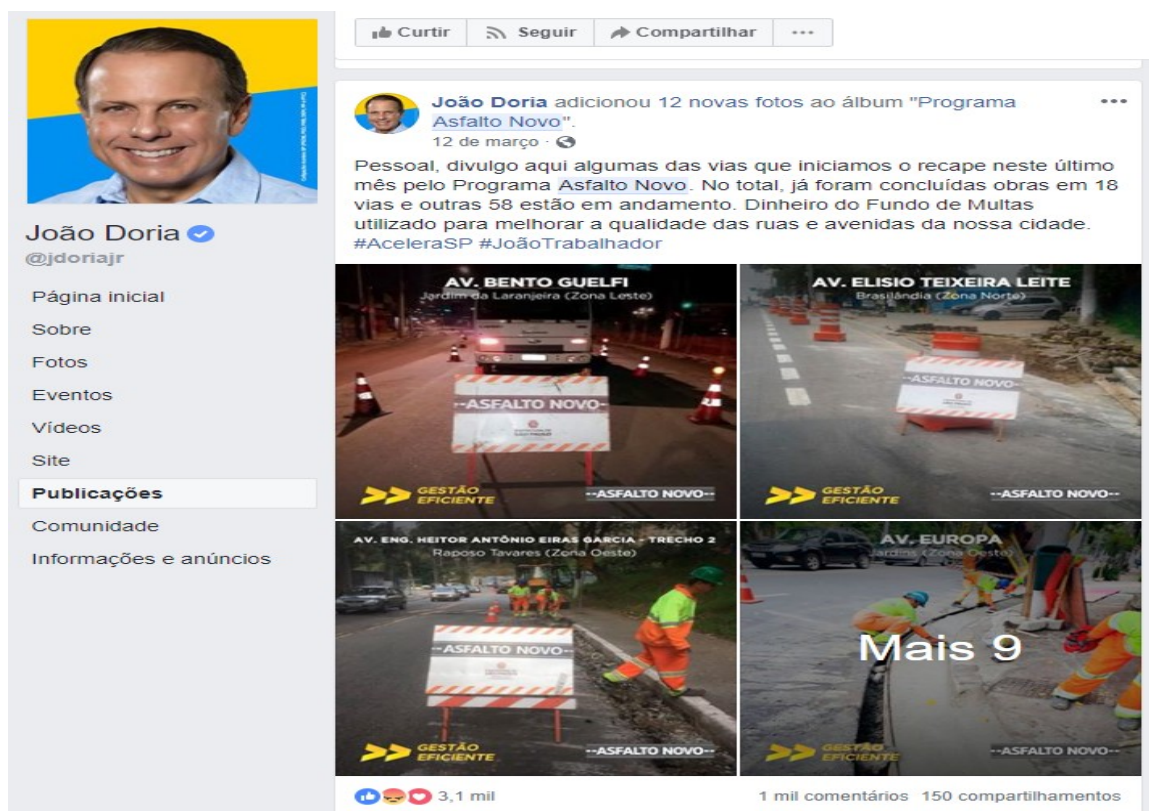 Curtir Seguir Compartilhar ...
João Doria
@jdoriajr
Página inicial
Sobre
Fotos
Eventos
Vídeos
Site
Publicações
Comunidade
Informações e anúncios
João Doria adicionou 12 novas fotos ao álbum "Programa
Asfalto Novo".
12 de março ·
Pessoal, divulgo aqui algumas das vias que iniciamos o recape neste último
mês pelo Programa Asfalto Novo. No total, já foram concluídas obras em 18
vias e outras 58 estão em andamento. Dinheiro do Fundo de Multas
utilizado para melhorar a qualidade das ruas e avenidas da nossa cidade.
#AceleraSP #JoãoTrabalhador
AV. BENTO GUELFI
Jardim da Laranjeira (Zona Leste)
--ASFALTO NOVO--
GESTÃO
EFICIENTE
--ASFALTO NOVO--
AV. ELISIO TEIXEIRA LEITE
Brasilândia (Zona Norte)
--ASFALTO NOVO--
GESTÃO
EFICIENTE
--ASFALTO NOVO--
AV. ENG. HEITOR ANTÔNIO EIRAS GARCIA - TRECHO 2
Raposo Tavares (Zona Oeste)
--ASFALTO NOVO--
GESTÃO
EFICIENTE
--ASFALTO NOVO--
AV. EUROPA
Jardins (Zona Oeste)
Mais 9
GESTÃO
EFICIENTE
--ASFALTO NOVO--
3,1 mil
1 mil comentários 150 compartilhamentos